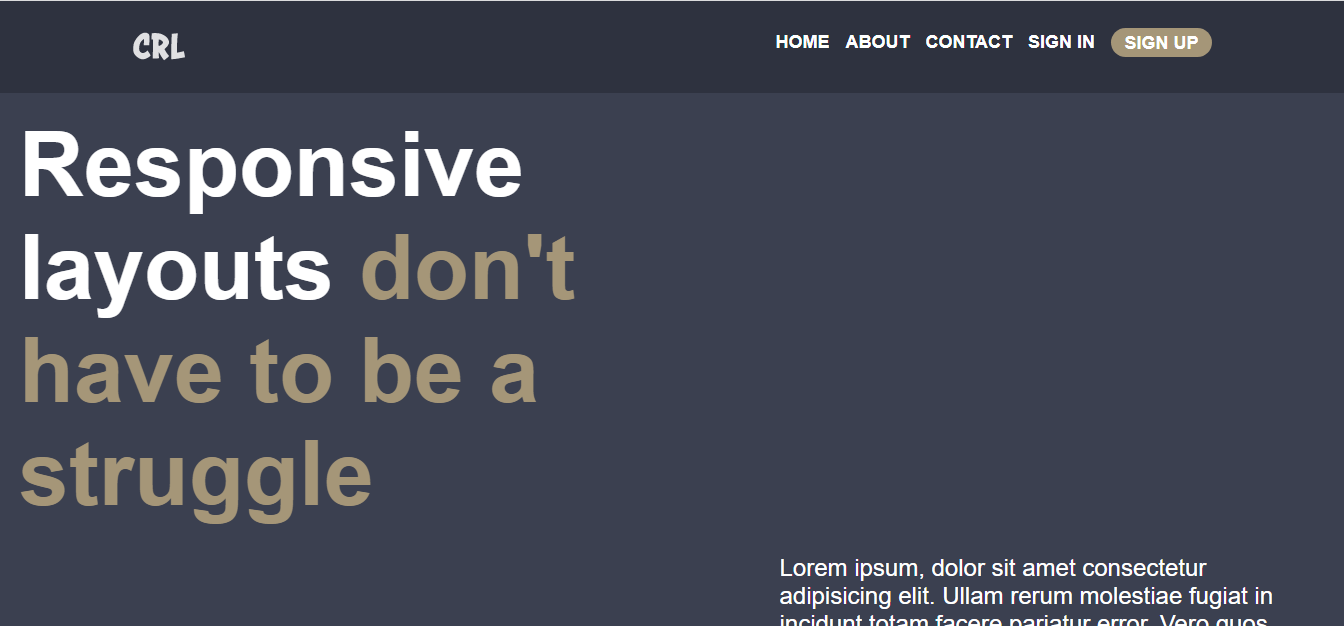 CRL
HOME ABOUT CONTACT SIGN IN SIGN UP
Responsive
layouts don't
have to be a
struggle
Lorem ipsum, dolor sit amet consectetur
adipisicing elit. Ullam rerum molestiae fugiat in
incidunt totam facere pariatur error. Vero quos